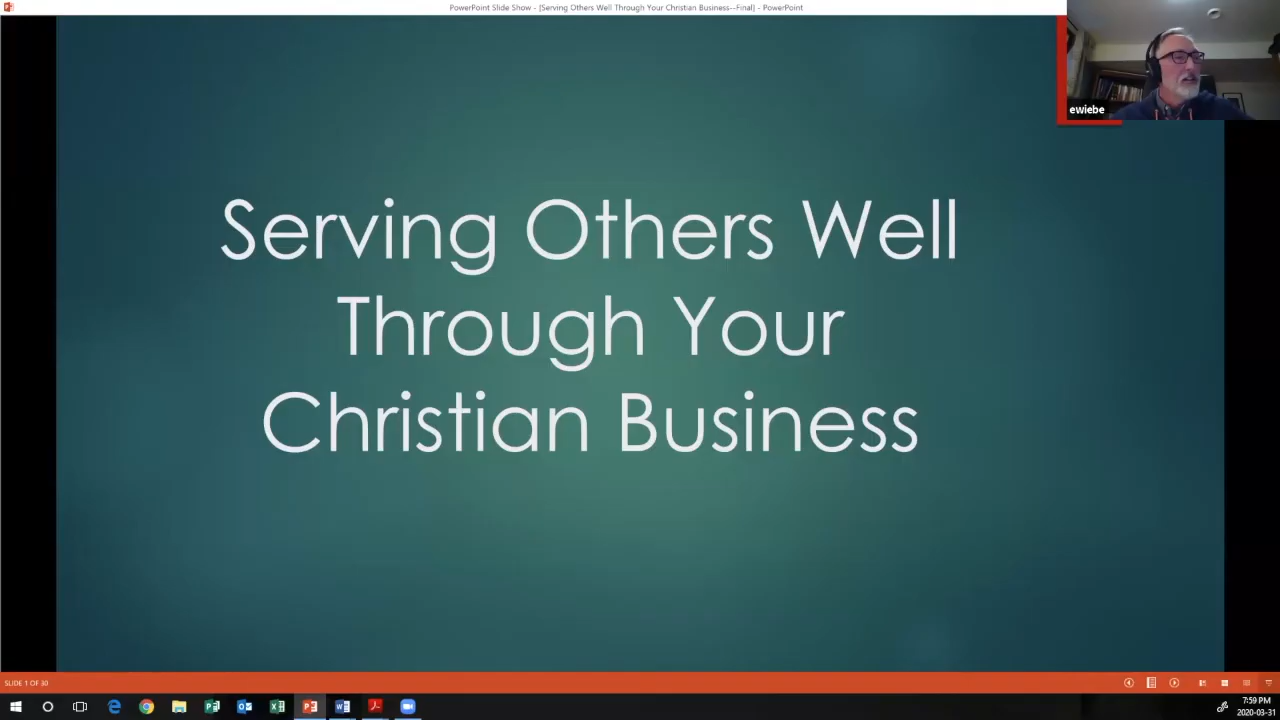 PowerPoint Slide Show - [Serving Others Well Through Your Christian Business--Final] - PowerPoint
ewiebe
Serving Others Well
Through Your
Christian Business
SLIDE 1 OF 30
7:59 PM
2020-03-31